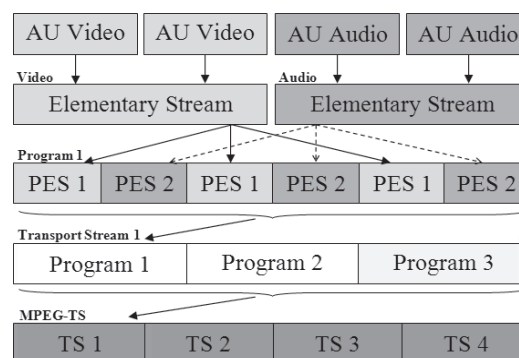 AU Video AU Video AU Audio AU Audio
Video Audio
Elementary Stream Elementary Stream
Program 1
PES 1 PES 2 PES 1 PES 2 PES 1 PES 2
Transport Stream 1
Program 1 Program 2 Program 3
MPEG-TS
TS 1 TS 2 TS 3 TS 4